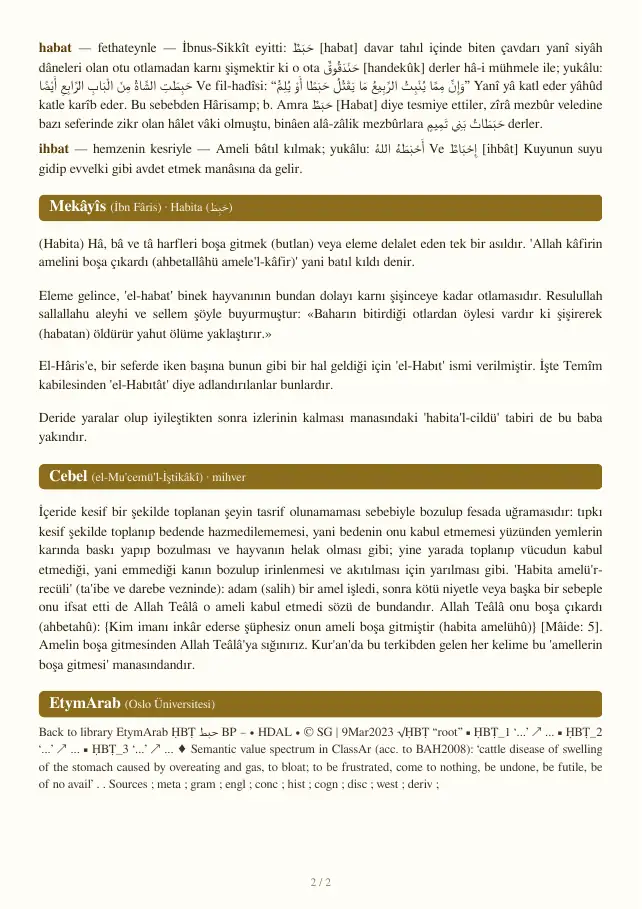 habat — fethateynle — İbnus-Sikkît eyitti: حَبَطْ [habat] davar tahıl içinde biten çavdarı yanî siyâh
dâneleri olan otu otlamadan karnı şişmektir ki o ota حَنْدَقُوقٌ [handekûk] derler hâ-i mühmele ile; yukâlu:
حَبِطَتِ الشَّاةُ مِنَ الْبَابِ الرَّابِعِ أَيْضًا Ve fil-hadîsi: “وَإِنَّ مِمَّا يُنْبِتُ الرَّبِيعُ مَا يَقْتُلُ حَبَطًا أَوْ يُلِمُّ” Yanî yâ katl eder yâhûd
katle karîb eder. Bu sebebden Hârisamp; b. Amra حَبِطْ [Habat] diye tesmiye ettiler, zîrâ mezbûr veledine
bazı seferinde zikr olan hâlet vâki olmuştu, binâen alâ-zâlik mezbûrlara حَبَطَاتُ بَنِي تَمِيمٍ derler.
ihbat — hemzenin kesriyle — Ameli bâtıl kılmak; yukâlu: أَحْبَطَهُ اللهُ Ve إِحْبَاطْ [ihbât] Kuyunun suyu
gidip evvelki gibi avdet etmek manâsına da gelir.
Mekâyîs (İbn Fâris) · Habita (حَبِطَ)
(Habita) Hâ, bâ ve tâ harfleri boşa gitmek (butlan) veya eleme delalet eden tek bir asıldır. 'Allah kâfirin
amelini boşa çıkardı (ahbetallâhü amele'l-kâfir)' yani batıl kıldı denir.
Eleme gelince, 'el-habat' binek hayvanının bundan dolayı karnı şişinceye kadar otlamasıdır. Resulullah
sallallahu aleyhi ve sellem şöyle buyurmuştur: «Baharın bitirdiği otlardan öylesi vardır ki şişirerek
(habatan) öldürür yahut ölüme yaklaştırır.»
El-Hâris'e, bir seferde iken başına bunun gibi bir hal geldiği için 'el-Habıt' ismi verilmiştir. İşte Temîm
kabilesinden 'el-Habıtât' diye adlandırılanlar bunlardır.
Deride yaralar olup iyileştikten sonra izlerinin kalması manasındaki 'habita'l-cildü' tabiri de bu baba
yakındır.
Cebel (el-Mu'cemü'l-İştikâkî) · mihver
İçeride kesif bir şekilde toplanan şeyin tasrif olunamaması sebebiyle bozulup fesada uğramasıdır: tıpkı
kesif şekilde toplanıp bedende hazmedilememesi, yani bedenin onu kabul etmemesi yüzünden yemlerin
karında baskı yapıp bozulması ve hayvanın helak olması gibi; yine yarada toplanıp vücudun kabul
etmediği, yani emmediği kanın bozulup irinlenmesi ve akıtılması için yarılması gibi. 'Habita amelü'r-
recüli' (ta'ibe ve darebe vezninde): adam (salih) bir amel işledi, sonra kötü niyetle veya başka bir sebeple
onu ifsat etti de Allah Teâlâ o ameli kabul etmedi sözü de bundandır. Allah Teâlâ onu boşa çıkardı
(ahbetahû): {Kim imanı inkâr ederse şüphesiz onun ameli boşa gitmiştir (habita amelühû)} [Mâide: 5].
Amelin boşa gitmesinden Allah Teâlâ'ya sığınırız. Kur'an'da bu terkibden gelen her kelime bu 'amellerin
boşa gitmesi' manasındandır.
EtymArab (Oslo Üniversitesi)
Back to library EtymArab ḤBṬ حبط BP – • HDAL • © SG | 9Mar2023 √ḤBṬ “root” ▪ ḤBṬ_1 ‘...’ ↗ ... ▪ ḤBṬ_2
‘...’ ↗ ... ▪ ḤBṬ_3 ‘...’ ↗ ... ♦ Semantic value spectrum in ClassAr (acc. to BAH2008): ‘cattle disease of swelling
of the stomach caused by overeating and gas, to bloat; to be frustrated, come to nothing, be undone, be futile, be
of no avail’ . . Sources ; meta ; gram ; engl ; conc ; hist ; cogn ; disc ; west ; deriv ;
2 / 2